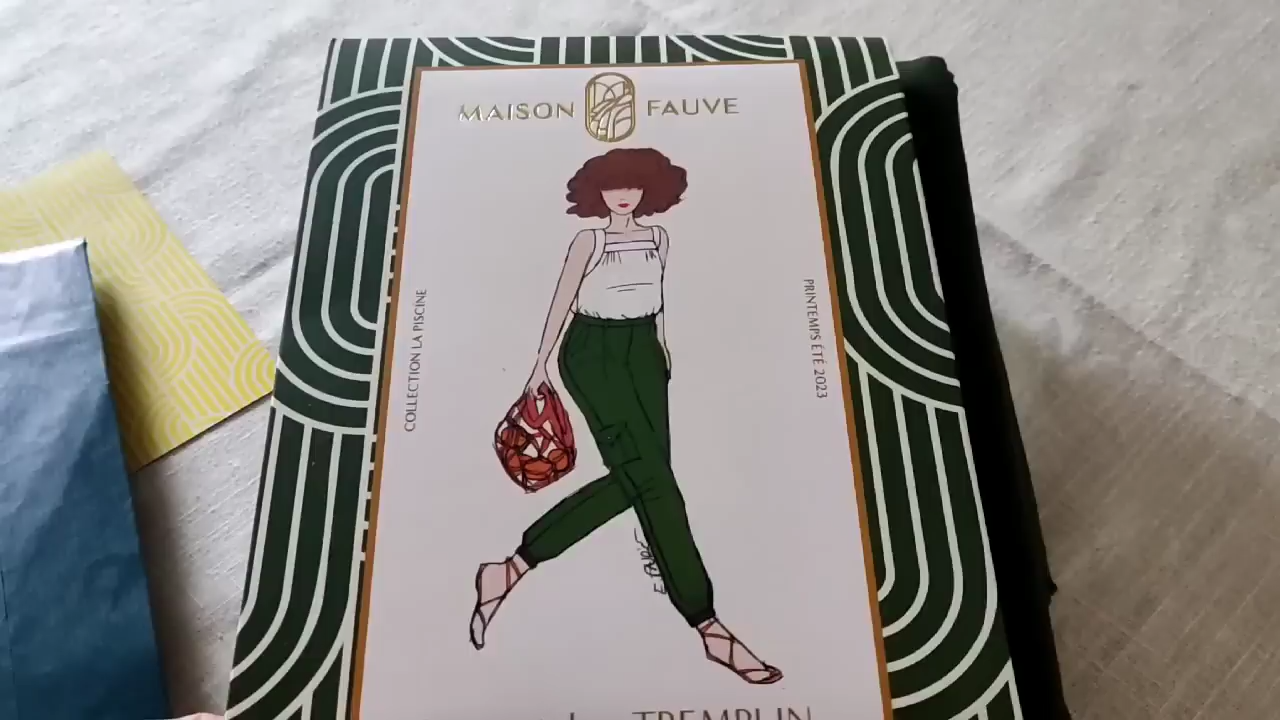 MAISON FAUVE
COLLECTION LA PISCINE
PRINTEMPS ÉTÉ 2023
TREMPLIN